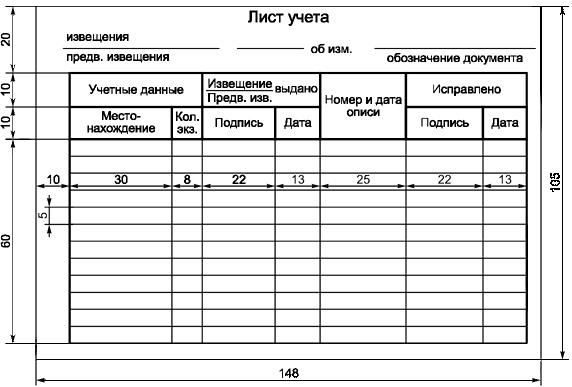 Лист учета
извещения
предв. извещения
об изм.
обозначение документа
Учетные данные
Извещение
Предв. изв.
выдано
Номер и дата
описи
Исправлено
Место-
нахождение
Кол.
экз.
Подпись
Дата
Подпись
Дата
20
10
10
60
5
10
30
8
22
13
25
22
13
105
148